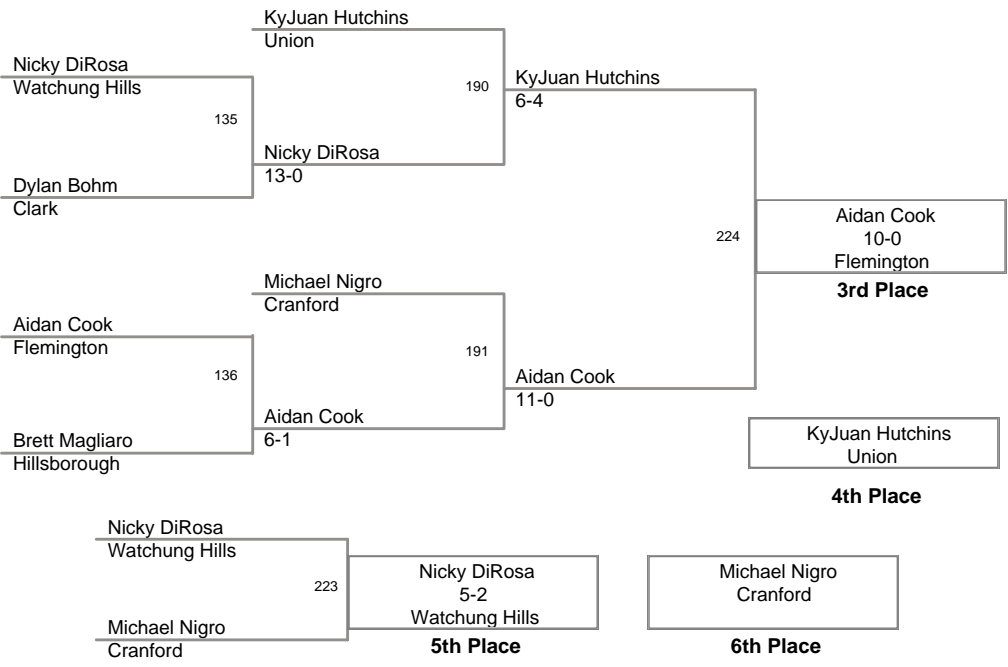 KyJuan Hutchins
Union
Nicky DiRosa
Watchung Hills
190
KyJuan Hutchins
6-4
135
Nicky DiRosa
13-0
Dylan Bohm
Clark
224
Aidan Cook
10-0
Flemington
3rd Place
Michael Nigro
Cranford
Aidan Cook
Flemington
191
136
Aidan Cook
11-0
Aidan Cook
6-1
Brett Magliaro
Hillsborough
KyJuan Hutchins
Union
4th Place
Nicky DiRosa
Watchung Hills
223
Nicky DiRosa
5-2
Watchung Hills
5th Place
Michael Nigro
Cranford
6th Place
Michael Nigro
Cranford